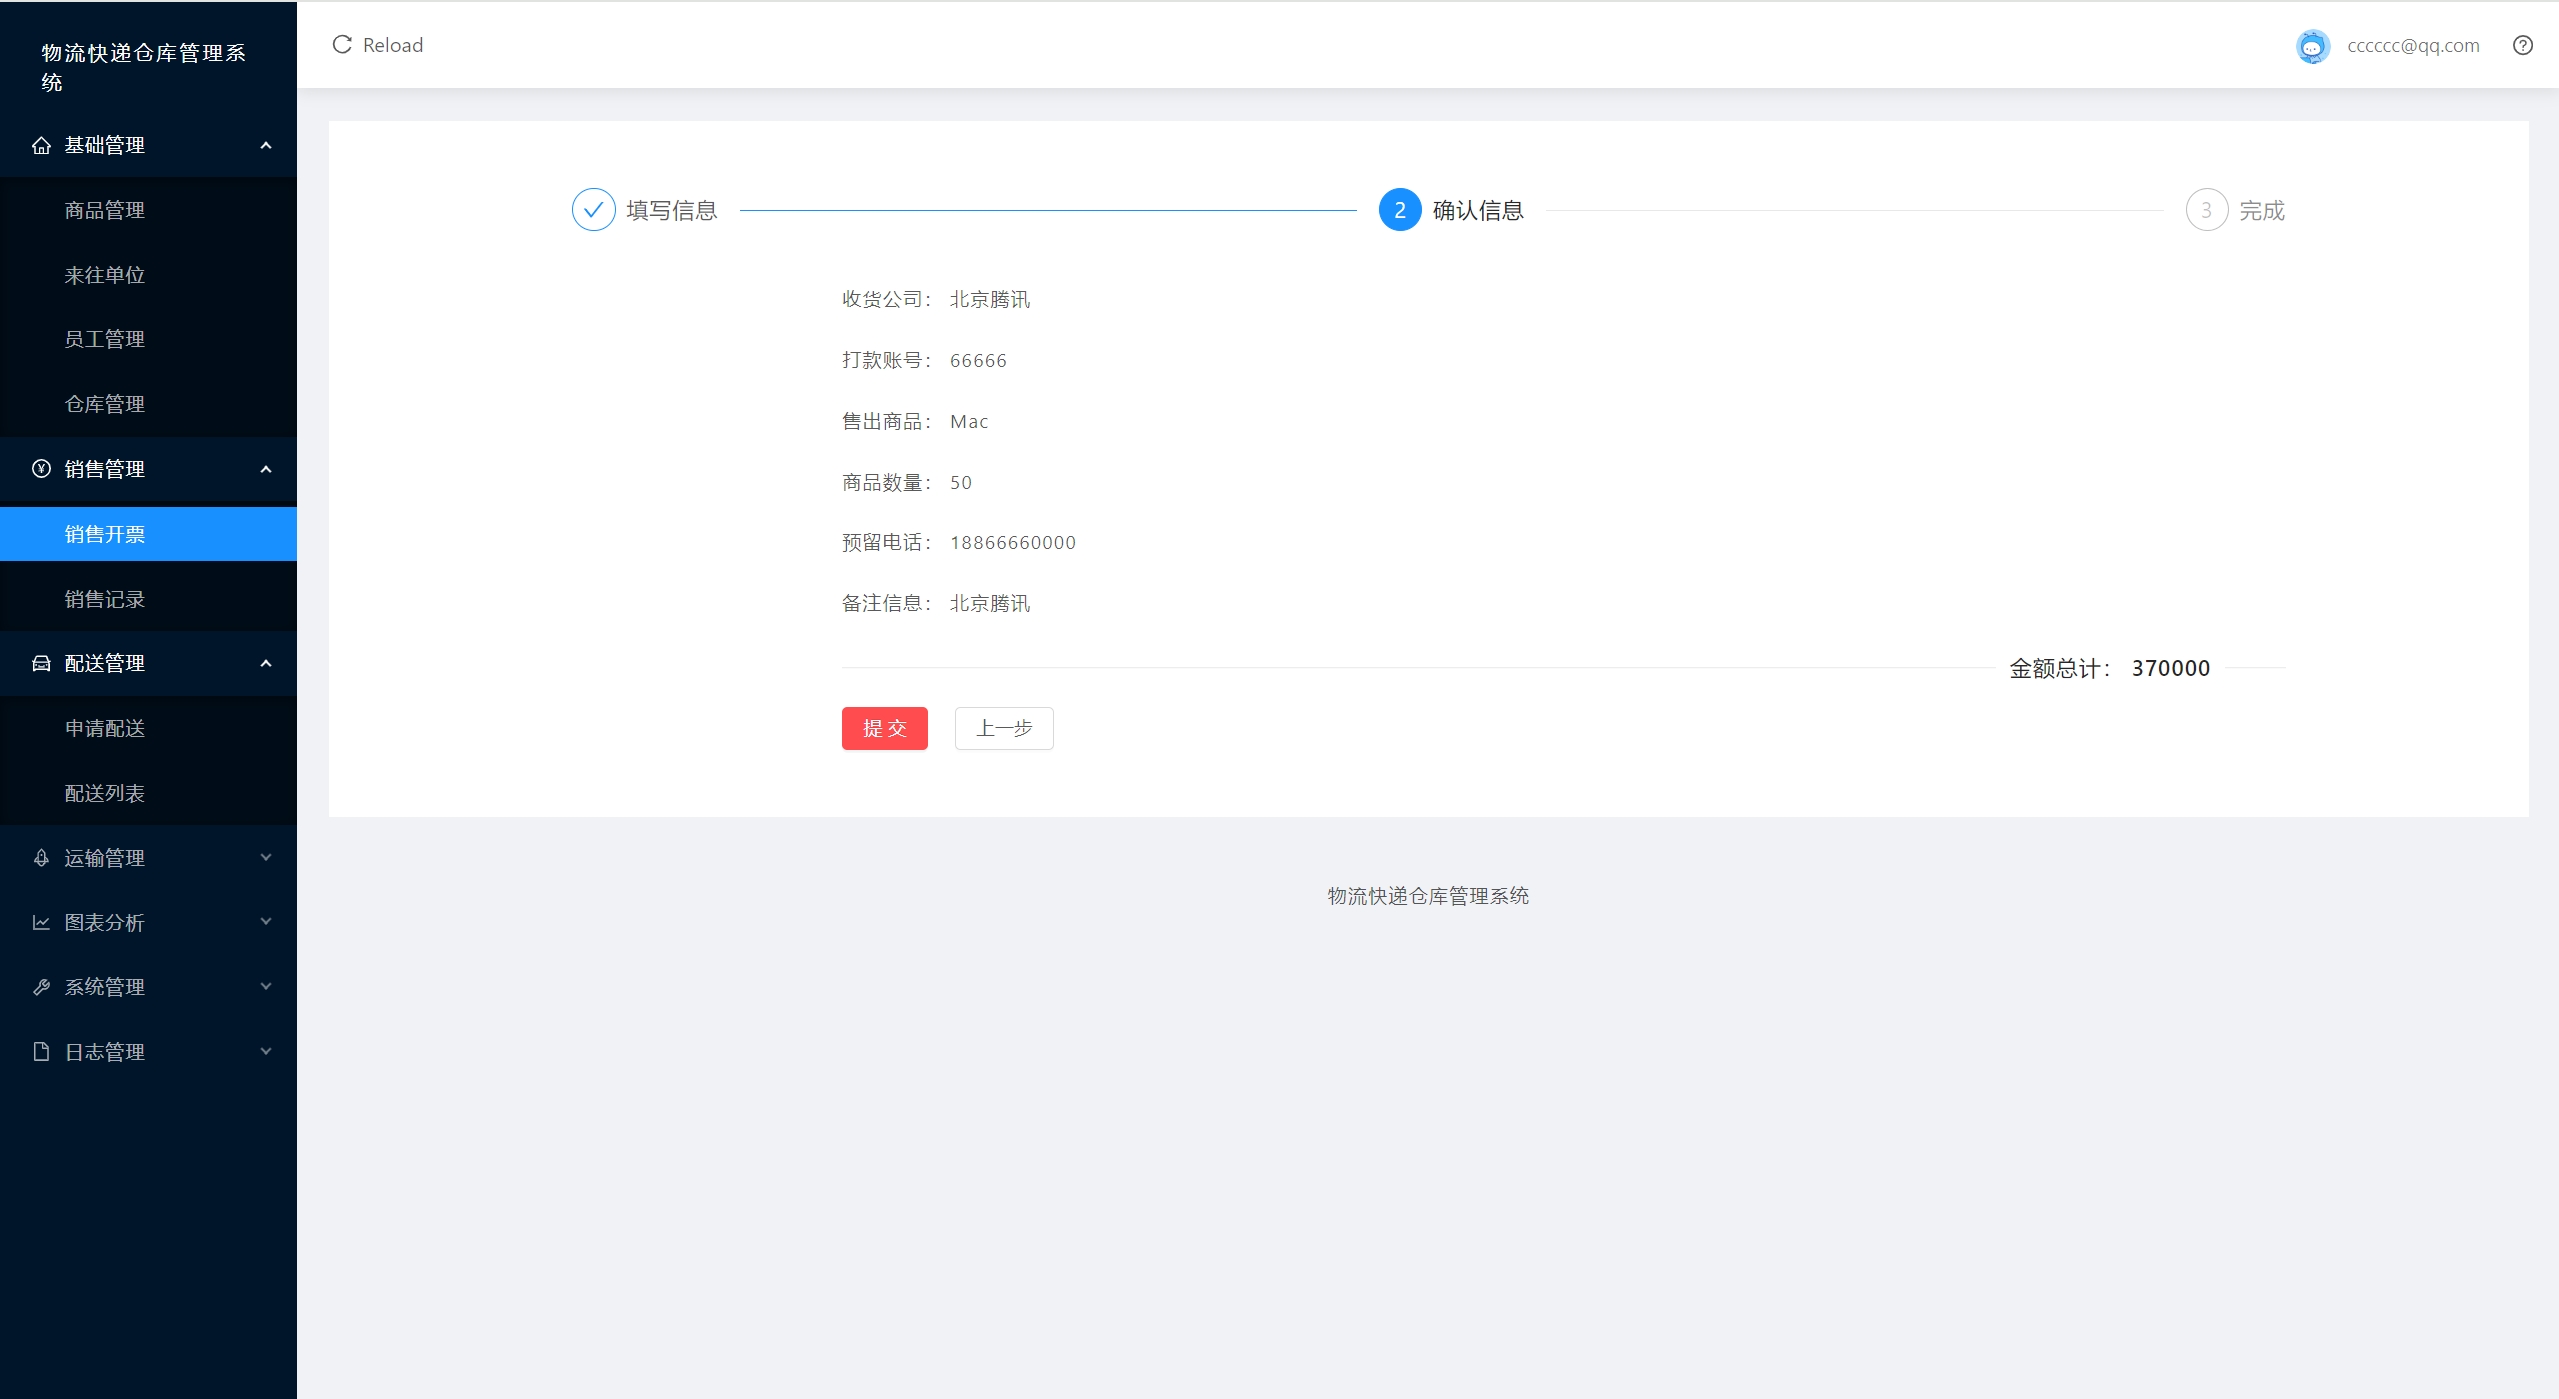 物流快递仓库管理系
统
基础管理
商品管理
来往单位
员工管理
仓库管理
销售管理
销售开票
销售记录
配送管理
申请配送
配送列表
运输管理
图表分析
系统管理
日志管理
Reload
cccccc@qq.com
填写信息
2 确认信息
3 完成
收货公司： 北京腾讯
打款账号： 66666
售出商品： Mac
商品数量： 50
预留电话： 18866660000
备注信息： 北京腾讯
金额总计： 370000
提 交 上一步
物流快递仓库管理系统